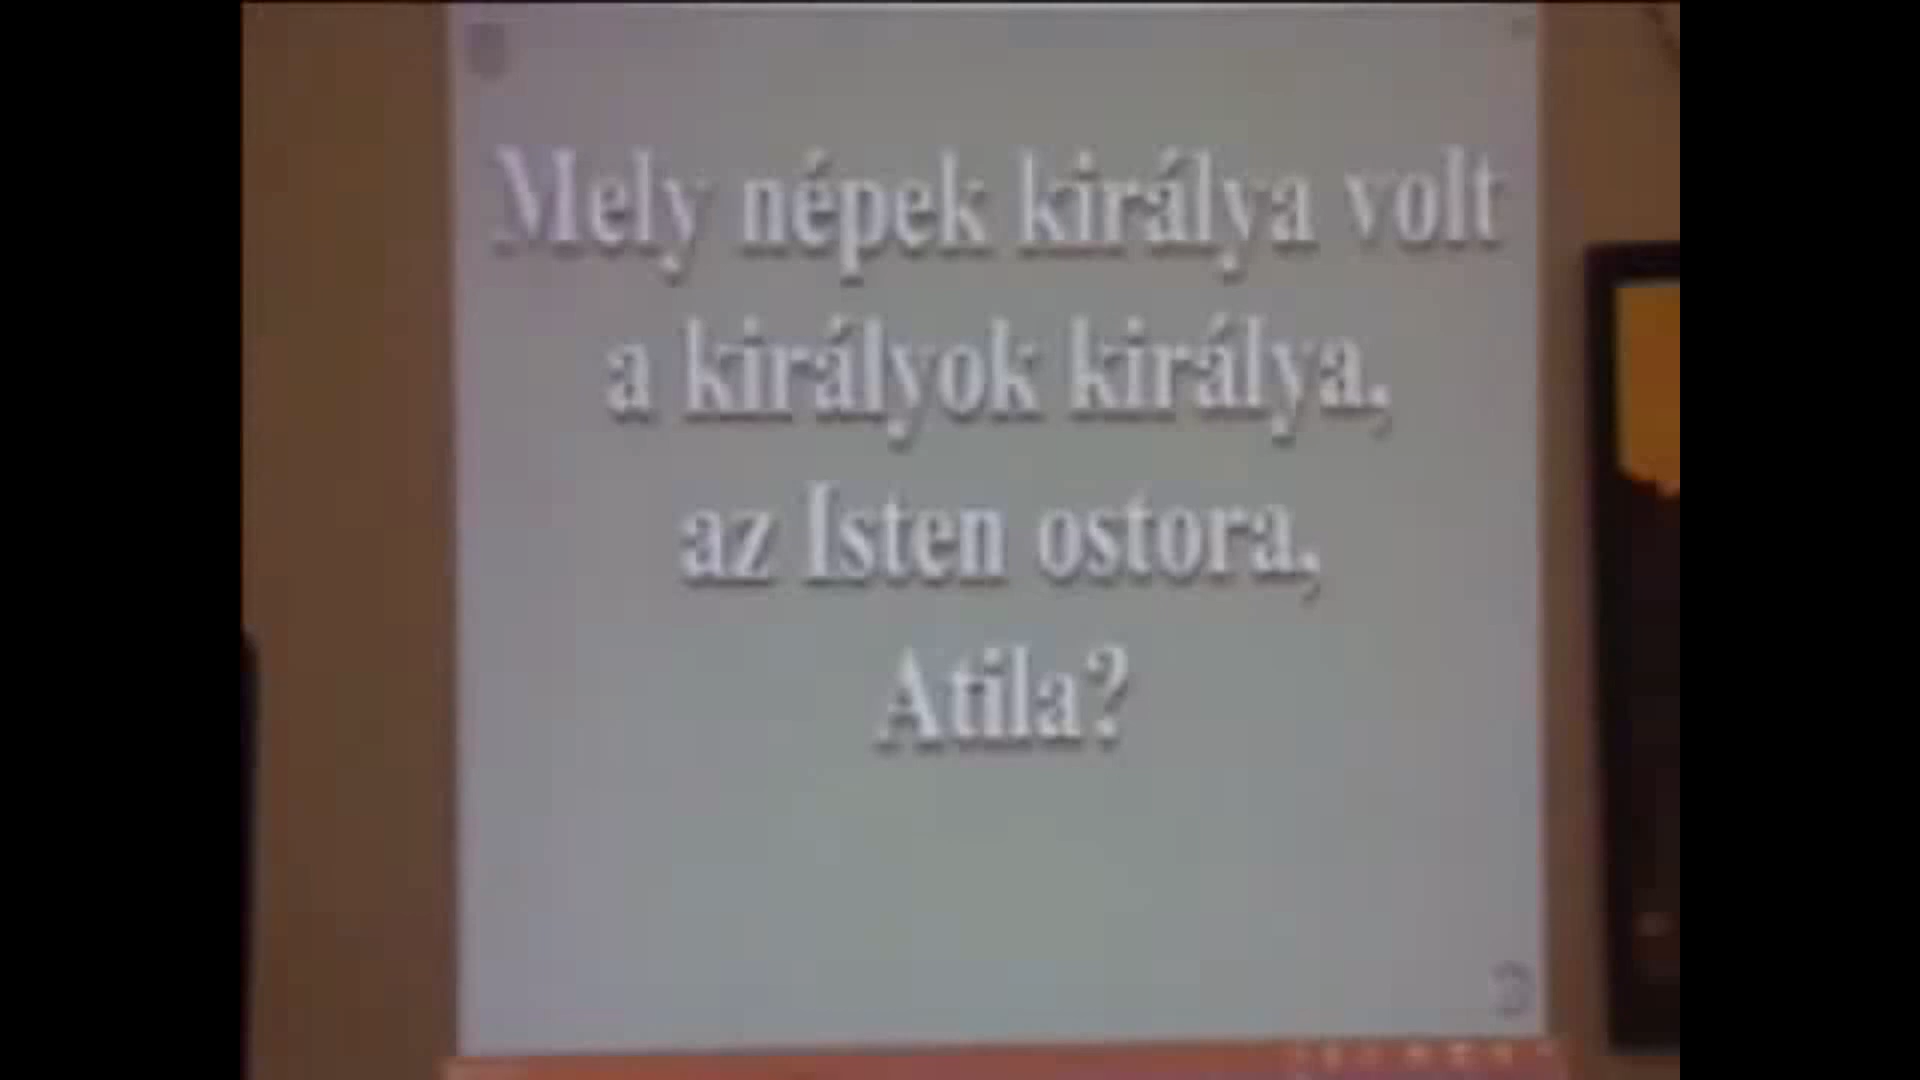 Mely népek királya volt
a királyok királya,
az Isten ostora,
Atila?